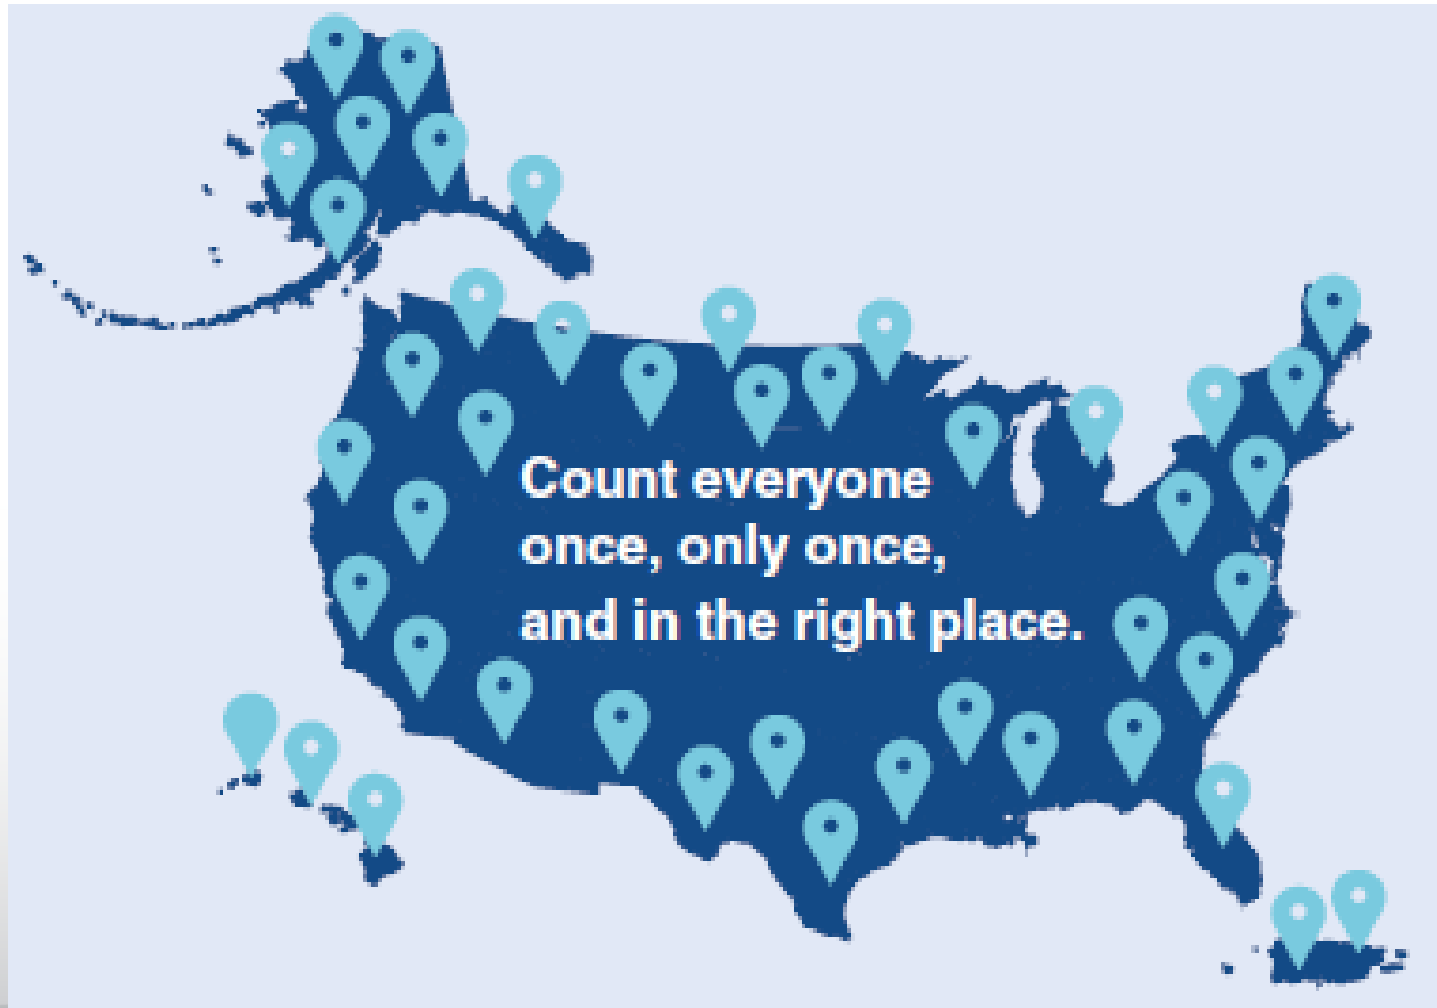 Count everyone
once, only once,
and in the right place.